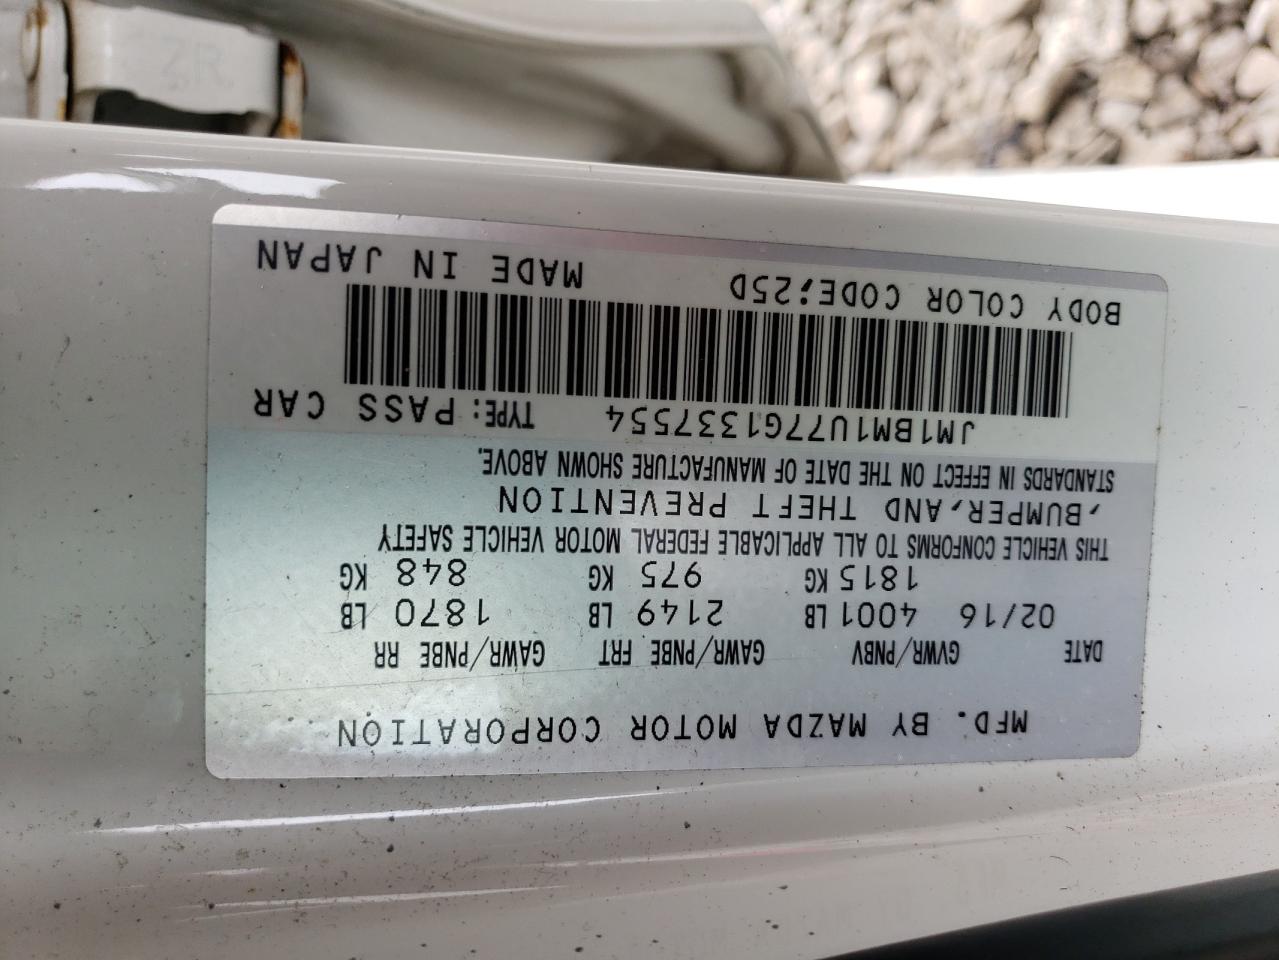 MFD. BY MAZDA MOTOR CORPORATION
DATE GVWR/PNBV GAWR/PNBE FRT GAWR/PNBE RR
02/16 4001 LB 2149 LB 1870 LB
1815 KG 975 KG 848 KG
THIS VEHICLE CONFORMS TO ALL APPLICABLE FEDERAL MOTOR VEHICLE SAFETY
,BUMPER,AND THEFT PREVENTION
STANDARDS IN EFFECT ON THE DATE OF MANUFACTURE SHOWN ABOVE.
JM1BM1U77G1337554 TYPE: PASS CAR
BODY COLOR CODE:25D MADE IN JAPAN